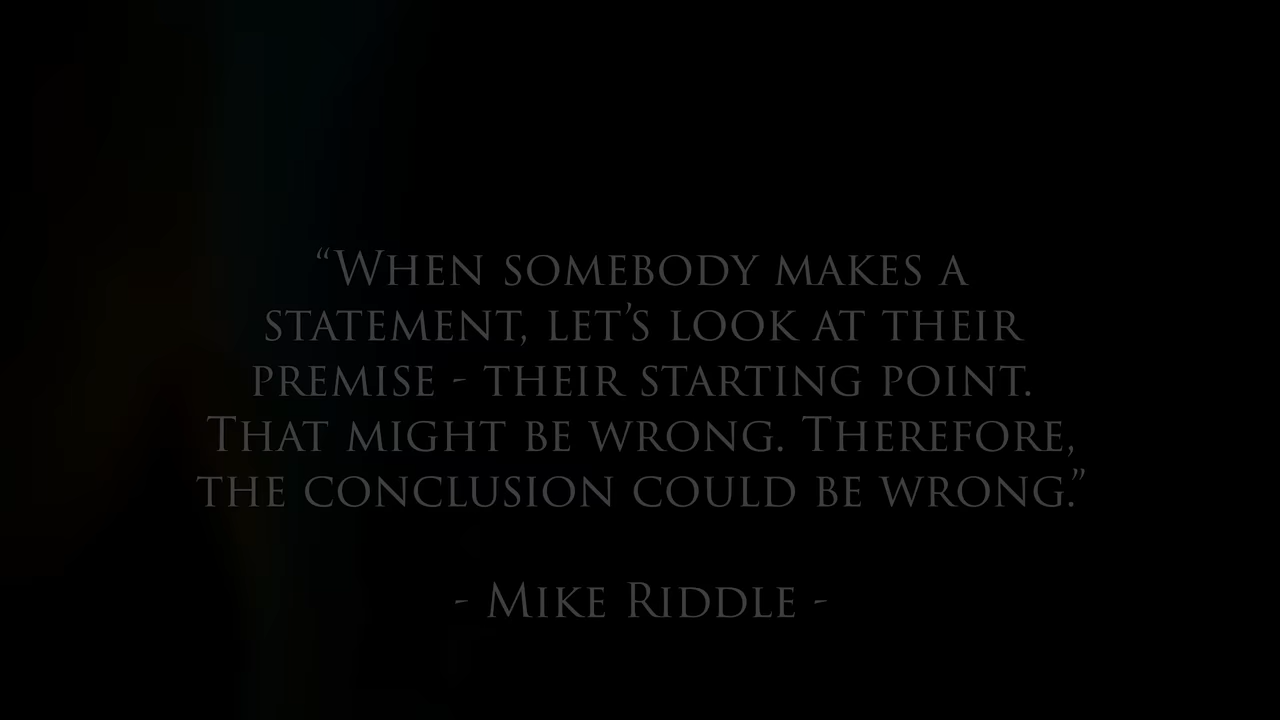 “When somebody makes a
statement, let’s look at their
premise - their starting point.
That might be wrong. Therefore,
the conclusion could be wrong.”
- Mike Riddle -